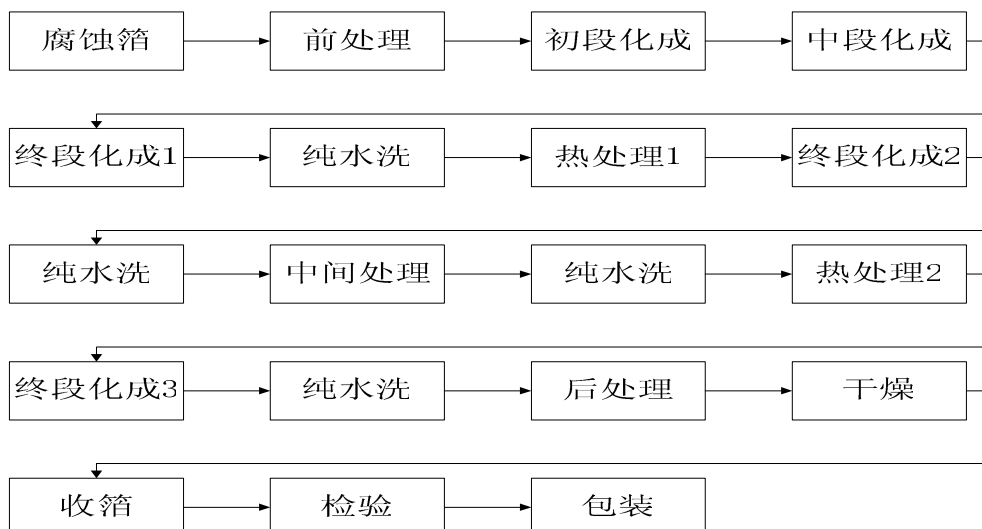 腐蚀箔 前处理 初段化成 中段化成
终段化成1 纯水洗 热处理1 终段化成2
纯水洗 中间处理 纯水洗 热处理2
终段化成3 纯水洗 后处理 干燥
收箔 检验 包装